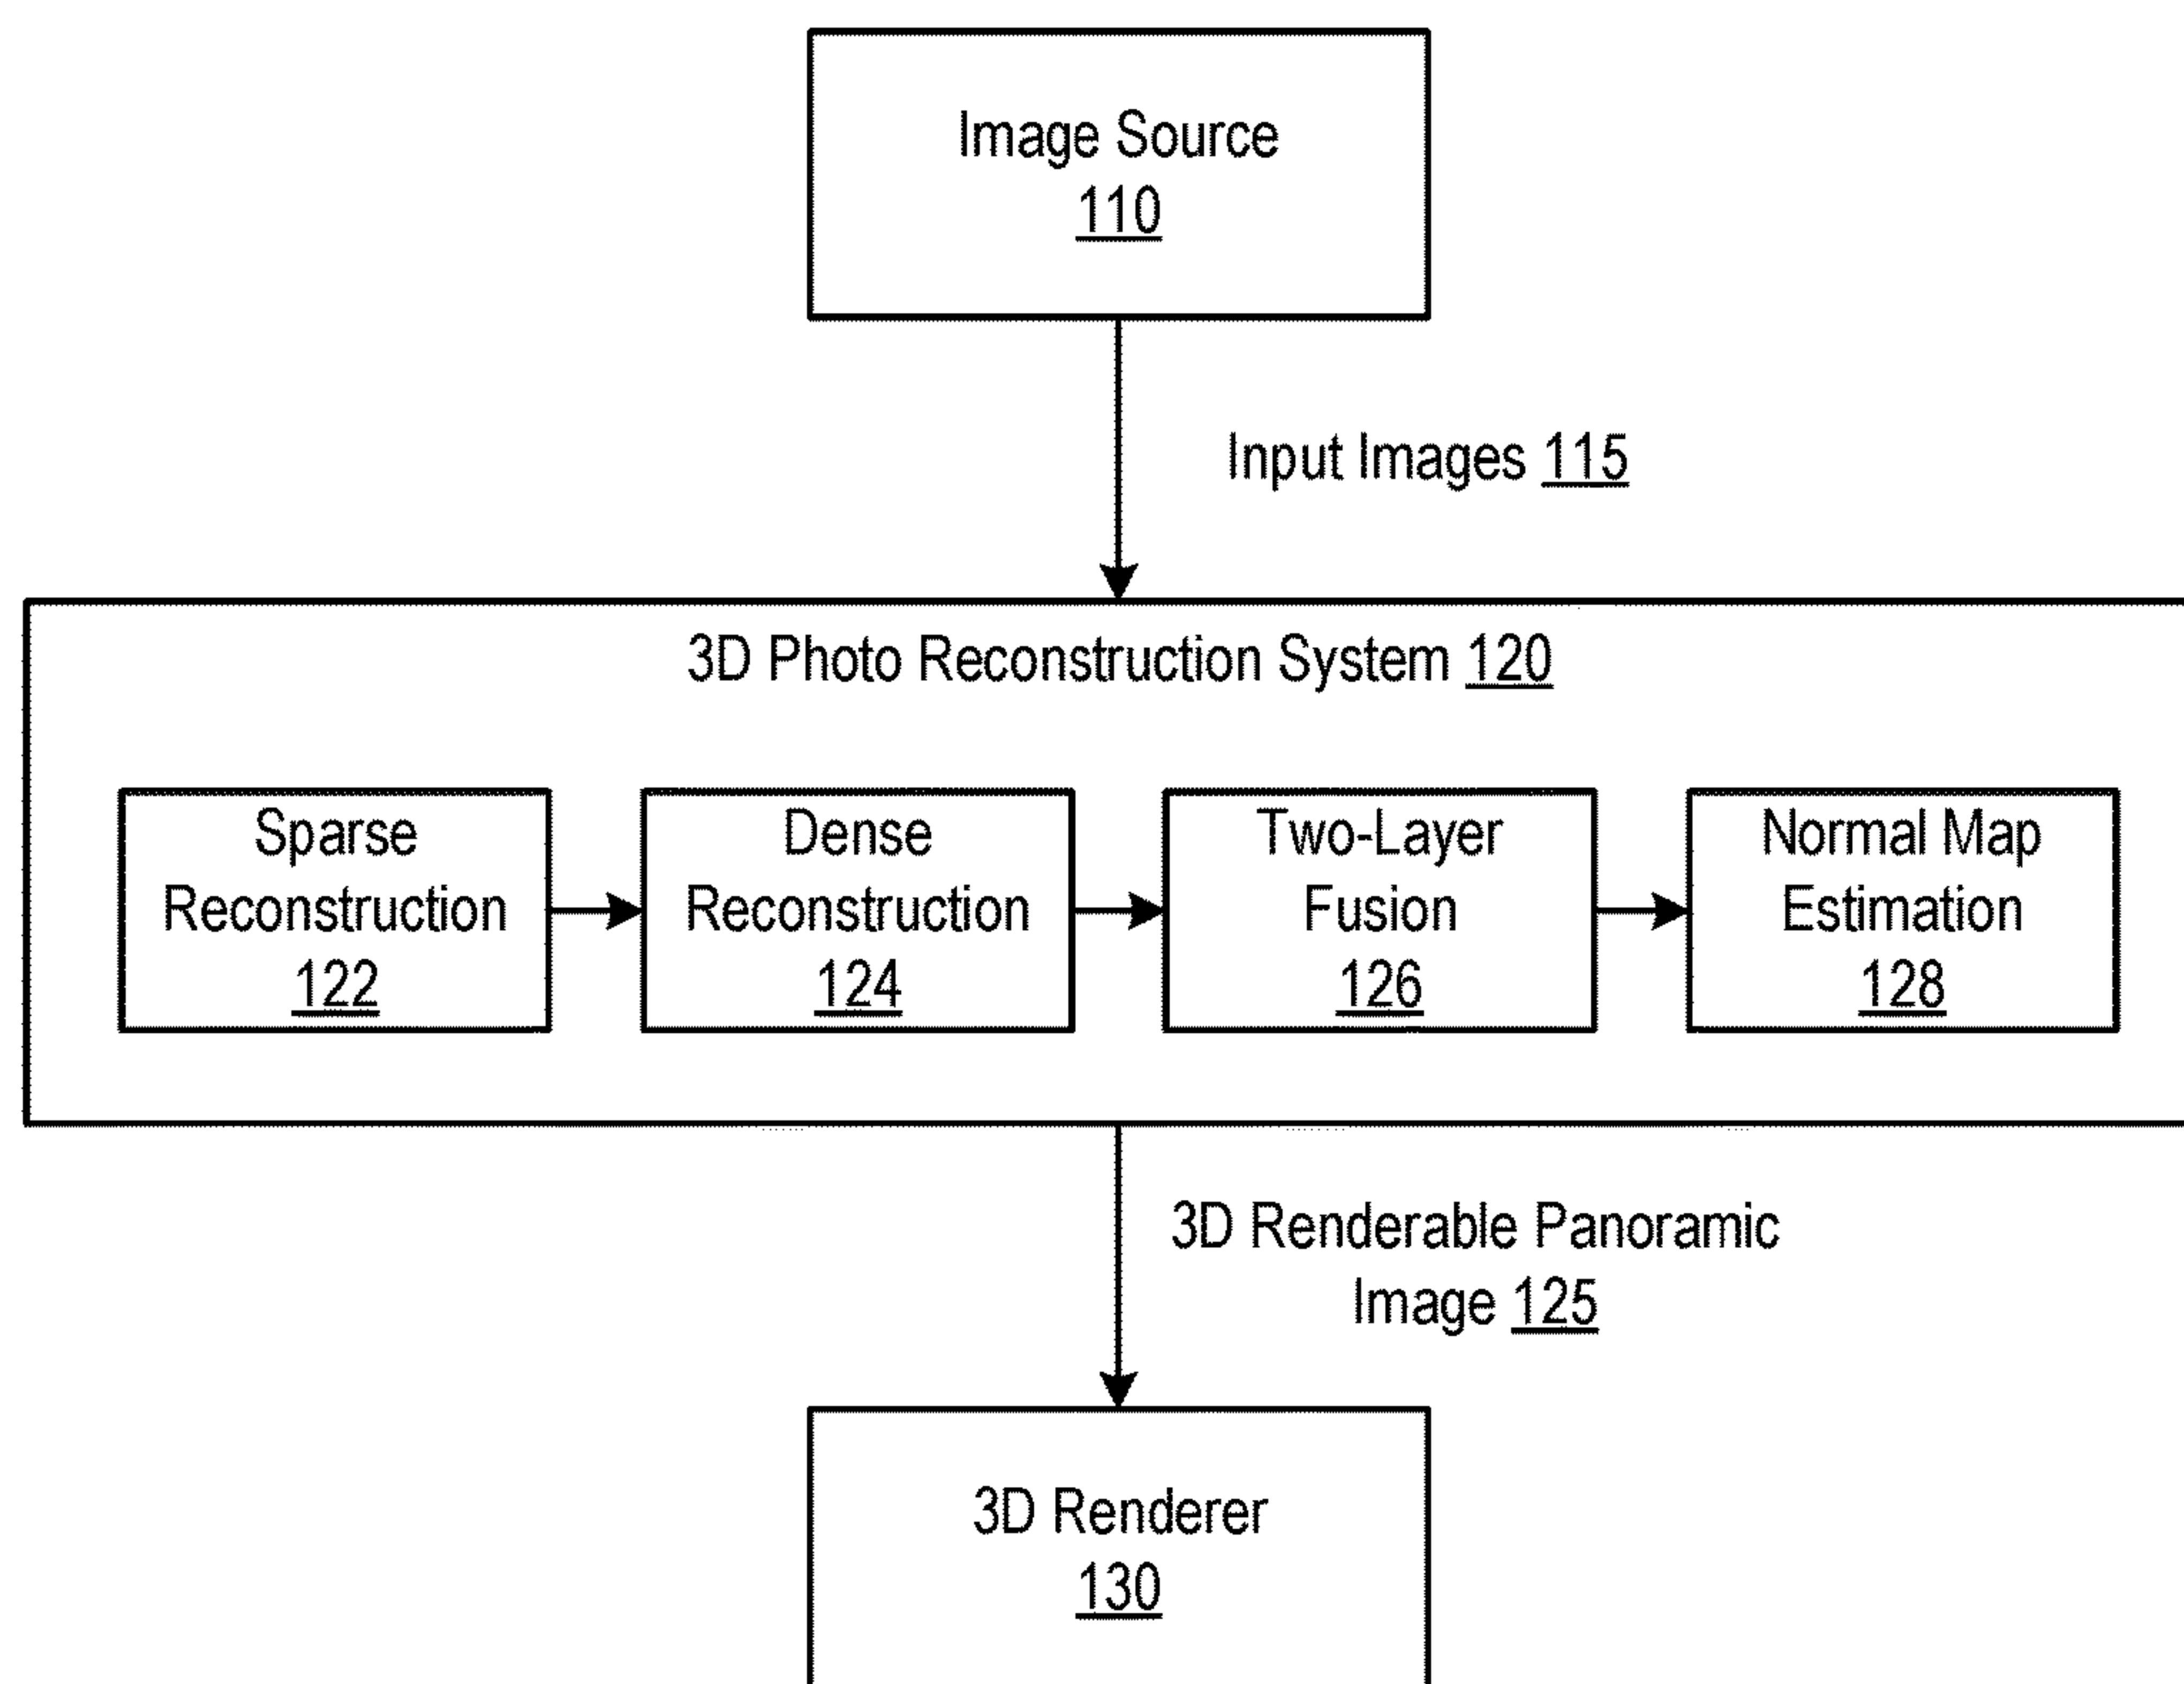 Image Source
110
Input Images 115
3D Photo Reconstruction System 120
Sparse
Reconstruction
122
Dense
Reconstruction
124
Two-Layer
Fusion
126
Normal Map
Estimation
128
3D Renderable Panoramic
Image 125
3D Renderer
130